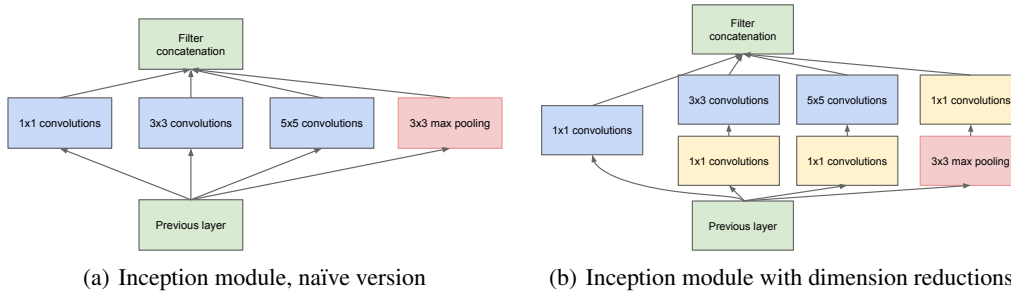 Filter
concatenation
1x1 convolutions
3x3 convolutions
5x5 convolutions
3x3 max pooling
Previous layer
(a) Inception module, naïve version
Filter
concatenation
3x3 convolutions
5x5 convolutions
1x1 convolutions
1x1 convolutions
1x1 convolutions
1x1 convolutions
3x3 max pooling
Previous layer
(b) Inception module with dimension reductions